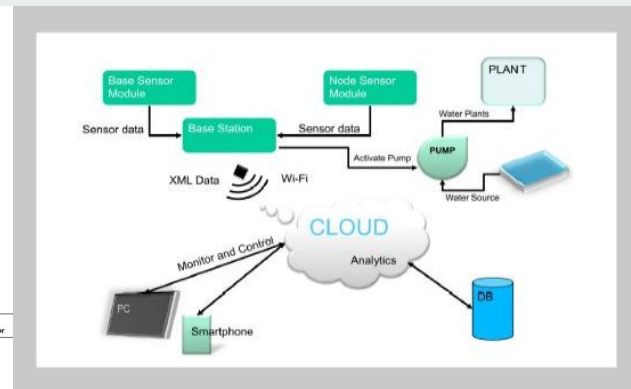 Base Sensor
Module
Node Sensor
Module
PLANT
Sensor data
Base Station
Sensor data
Water Plants
Activate Pump
PUMP
XML Data
Wi-Fi
Water Source
CLOUD
Monitor and Control
Analytics
PC
Smartphone
DB